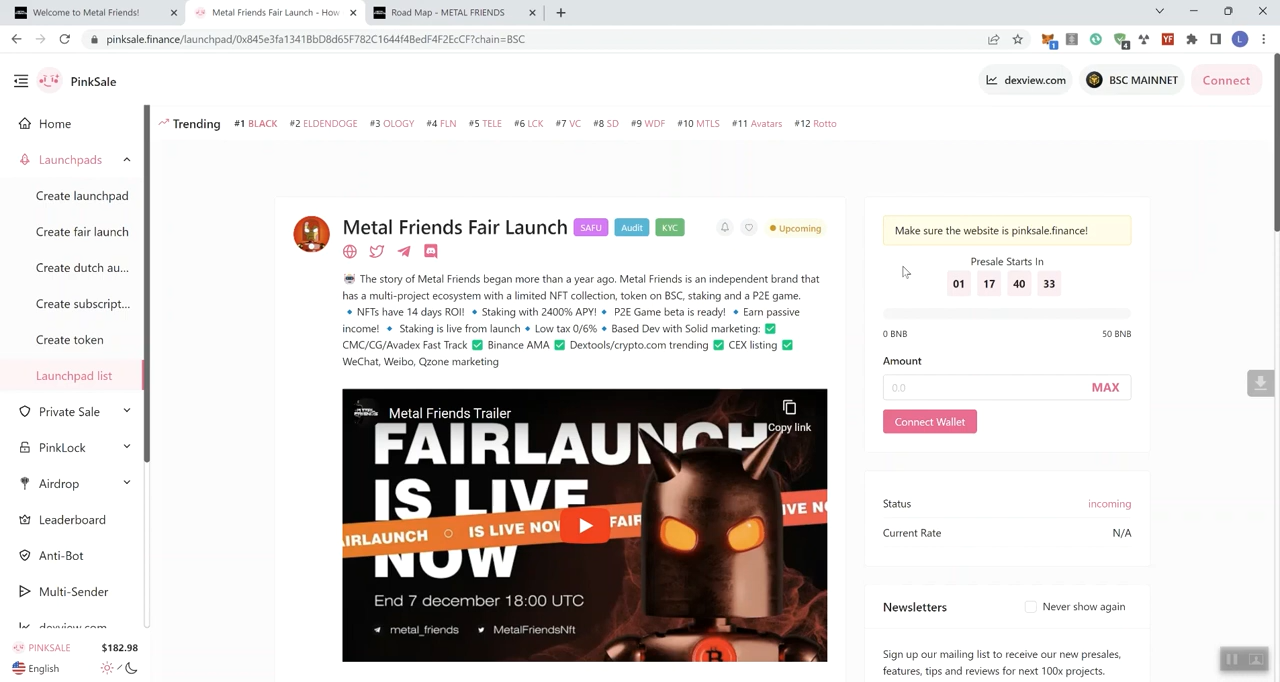 Welcome to Metal Friends!
Metal Friends Fair Launch - How
Road Map - METAL FRIENDS
pinksale.finance/launchpad/0x845e3fa1341BbD8d65F782C1644f4BedF4F2EcCF?chain=BSC
PinkSale
dexview.com
BSC MAINNET
Connect
Home
Launchpads
Create launchpad
Create fair launch
Create dutch au...
Create subscript...
Create token
Launchpad list
Private Sale
PinkLock
Airdrop
Leaderboard
Anti-Bot
Multi-Sender
dexview.com
PINKSALE $182.98
English
Trending #1 BLACK #2 ELDENDOGE #3 OLOGY #4 FLN #5 TELE #6 LCK #7 VC #8 SD #9 WDF #10 MTLS #11 Avatars #12 Rotto
Metal Friends Fair Launch SAFU Audit KYC Upcoming
The story of Metal Friends began more than a year ago. Metal Friends is an independent brand that
has a multi-project ecosystem with a limited NFT collection, token on BSC, staking and a P2E game.
🔹 NFTs have 14 days ROI! 🔹 Staking with 2400% APY! 🔹 P2E Game beta is ready! 🔹 Earn passive
income! 🔹 Staking is live from launch 🔹 Low tax 0/6% 🔹 Based Dev with Solid marketing: ✅
CMC/CG/Avadex Fast Track ✅ Binance AMA ✅ Dextools/crypto.com trending ✅ CEX listing ✅
WeChat, Weibo, Qzone marketing
Metal Friends Trailer
Copy link
FAIRLAUNCH
IS LIVE
NOW
IS LIVE NOW
End 7 december 18:00 UTC
metal_friends MetalFriendsNft
Make sure the website is pinksale.finance!
Presale Starts In
01 17 40 33
0 BNB 50 BNB
Amount
0.0 MAX
Connect Wallet
Status incoming
Current Rate N/A
Newsletters Never show again
Sign up our mailing list to receive our new presales,
features, tips and reviews for next 100x projects.